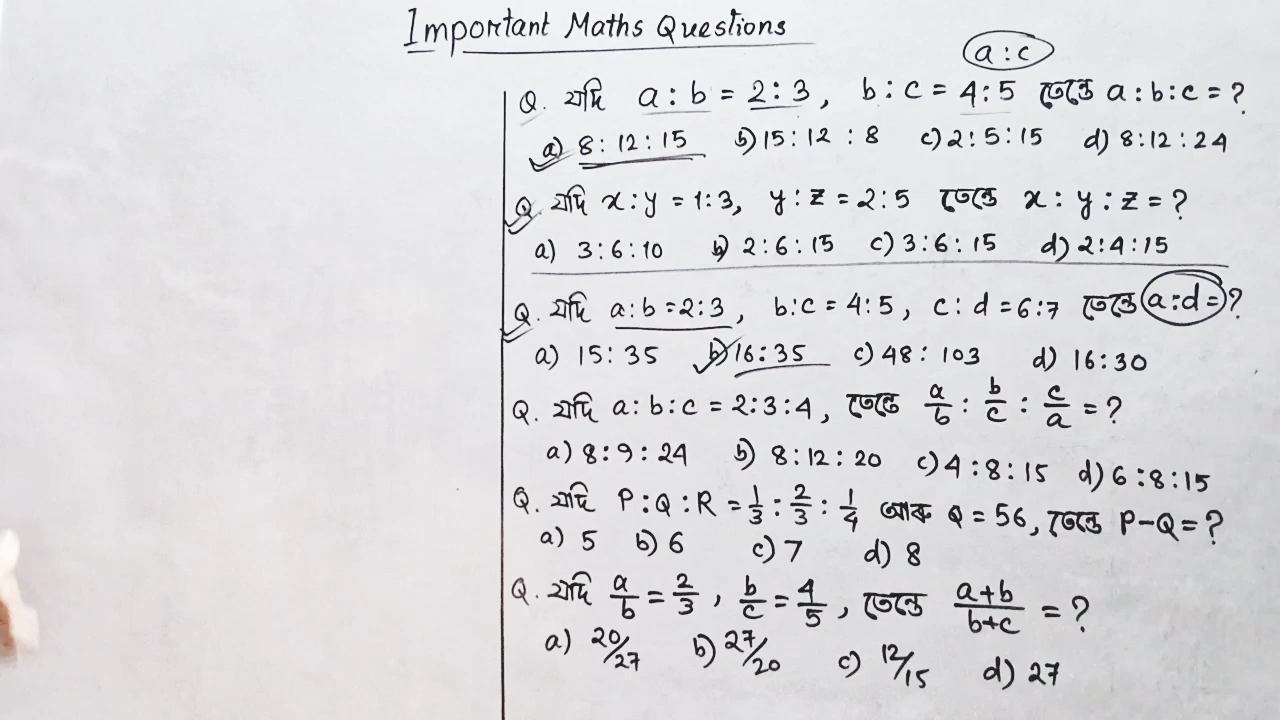 Important Maths Questions
a : c
Q. যদি a : b = 2 : 3, b : c = 4 : 5 তেন্তে a : b : c = ?
a) 8 : 12 : 15 b) 15 : 12 : 8 c) 2 : 5 : 15 d) 8 : 12 : 24
Q. যদি x : y = 1 : 3, y : z = 2 : 5 তেন্তে x : y : z = ?
a) 3 : 6 : 10 b) 2 : 6 : 15 c) 3 : 6 : 15 d) 2 : 4 : 15
Q. যদি a : b = 2 : 3, b : c = 4 : 5, c : d = 6 : 7 তেন্তে a : d = ?
a) 15 : 35 b) 16 : 35 c) 48 : 103 d) 16 : 30
Q. যদি a : b : c = 2 : 3 : 4, তেন্তে a/b : b/c : c/a = ?
a) 8 : 9 : 24 b) 8 : 12 : 20 c) 4 : 8 : 15 d) 6 : 8 : 15
Q. যদি P : Q : R = 1/3 : 2/3 : 1/4 আৰু Q = 56, তেন্তে P - Q = ?
a) 5 b) 6 c) 7 d) 8
Q. যদি a/b = 2/3, b/c = 4/5, তেন্তে a+b/b+c = ?
a) 20/27 b) 27/20 c) 12/15 d) 27